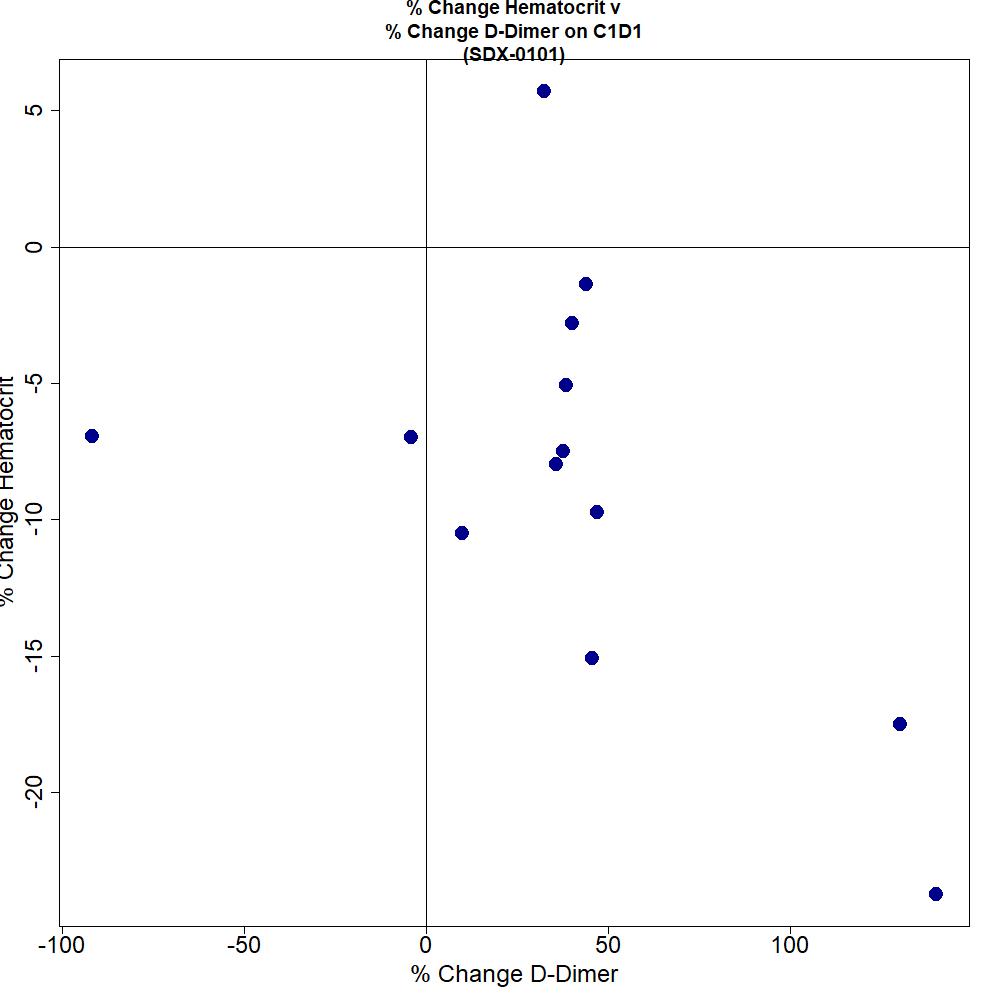 % Change Hematocrit v
% Change D-Dimer on C1D1
(SDX-0101)
5
0
-5
-10
-15
-20
% Change Hematocrit
-100
-50
0
50
100
% Change D-Dimer